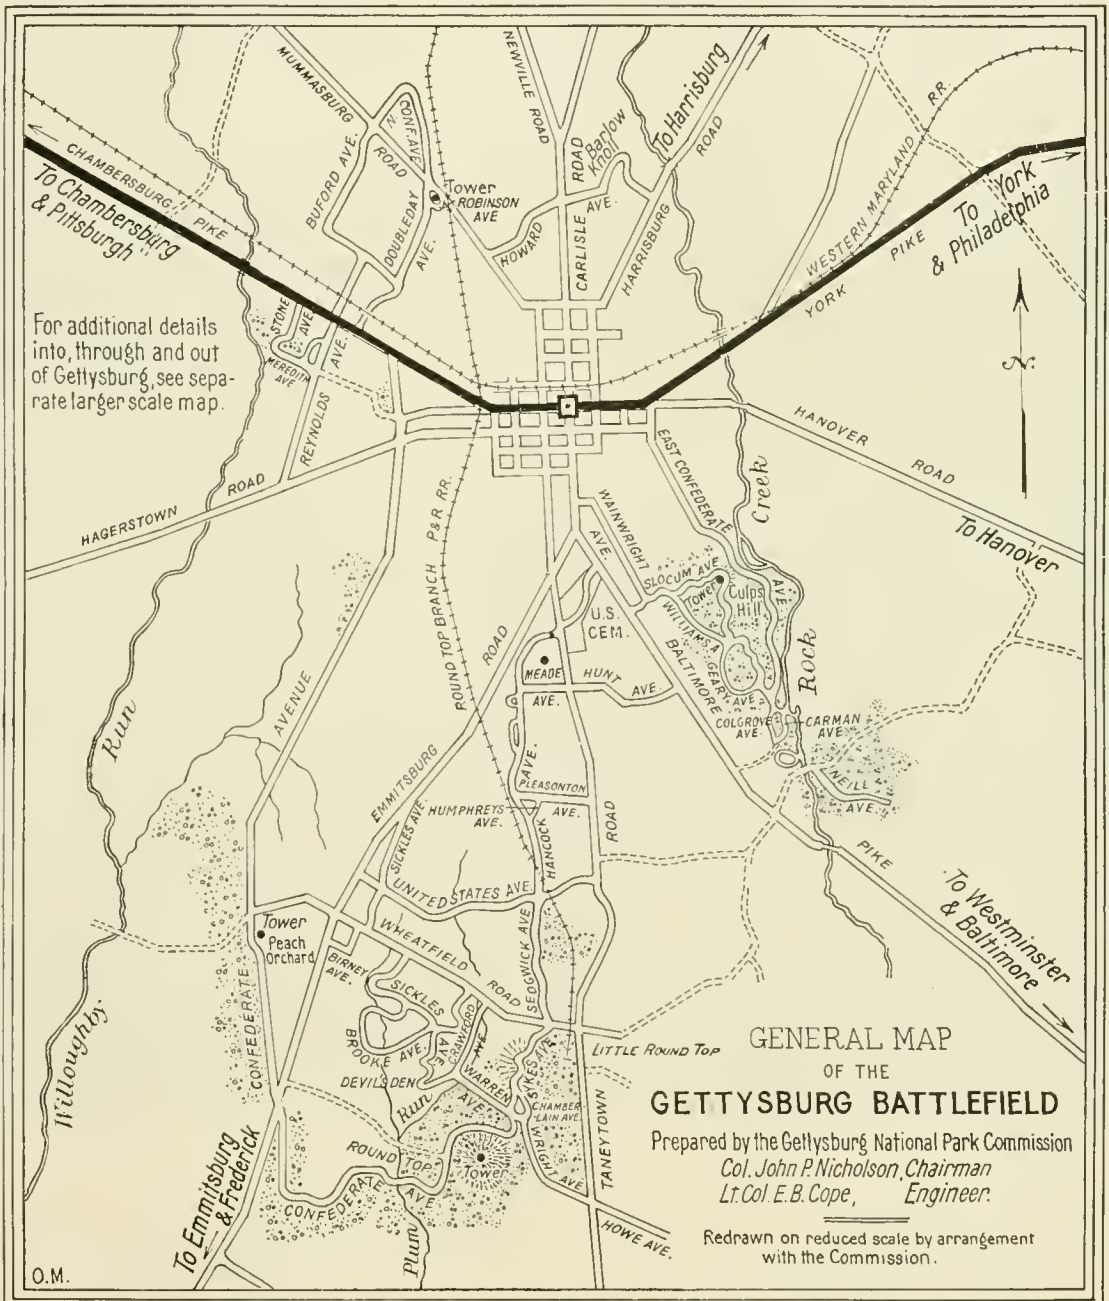 MUMMASBURG
ROAD
N. CONF. AVE.
NEWVILLE ROAD
ROAD
Barlow
Knoll
To Harrisburg
ROAD
WESTERN MARYLAND RR.
CHAMBERSBURG
PIKE
To Chambersburg
& Pittsburgh
BUFORD AVE.
DOUBLEDAY
AVE.
Tower
ROBINSON
AVE
HOWARD
AVE.
CARLISLE
HARRISBURG
To York
& Philadelphia
YORK
PIKE
N.
For additional details
into, through and out
of Gettysburg, see sepa-
rate larger scale map.
STONE
AVE
MEREDITH
AVE
REYNOLDS
AVE.
HAGERSTOWN
ROAD
HANOVER
ROAD
To Hanover
EAST CONFEDERATE
AVE
Creek
Rock
ROUND TOP BRANCH P&R RR.
WAINWRIGHT
AVE.
SLOCUM AVE
Tower
Culps
Hill
WILLIAMS A
GEARY AVE
COLGROVE
AVE.
CARMAN
AVE.
NEILL
AVE.
U.S.
CEM.
BALTIMORE
PIKE
MEADE
AVE.
HUNT
AVE.
EMMITSBURG
ROAD
AVENUE
Run
PLEASONTON
AVE.
HUMPHREYS
AVE.
HANCOCK
AVE.
SICKLES AVE
UNITED STATES AVE.
ROAD
To Westminster
& Baltimore
Tower
Peach
Orchard
WHEATFIELD
ROAD
BIRNEY
AVE.
SICKLES
AVE
SEDGWICK AVE
CRAWFORD
AVE
BROOKE AVE.
DEVIL'S DEN
Run
WARREN
AVE
SYKES AVE
LITTLE ROUND TOP
CHAMBER-
LAIN AVE.
WRIGHT AVE
TANEYTOWN
CONFEDERATE
Willoughby
ROUND TOP
Tower
CONFEDERATE
AVE
HOWE AVE.
Plum
To Emmitsburg
& Frederick
GENERAL MAP
OF THE
GETTYSBURG BATTLEFIELD
Prepared by the Gettysburg National Park Commission
Col. John P. Nicholson, Chairman
Lt. Col. E. B. Cope, Engineer.
Redrawn on reduced scale by arrangement
with the Commission.
O.M.